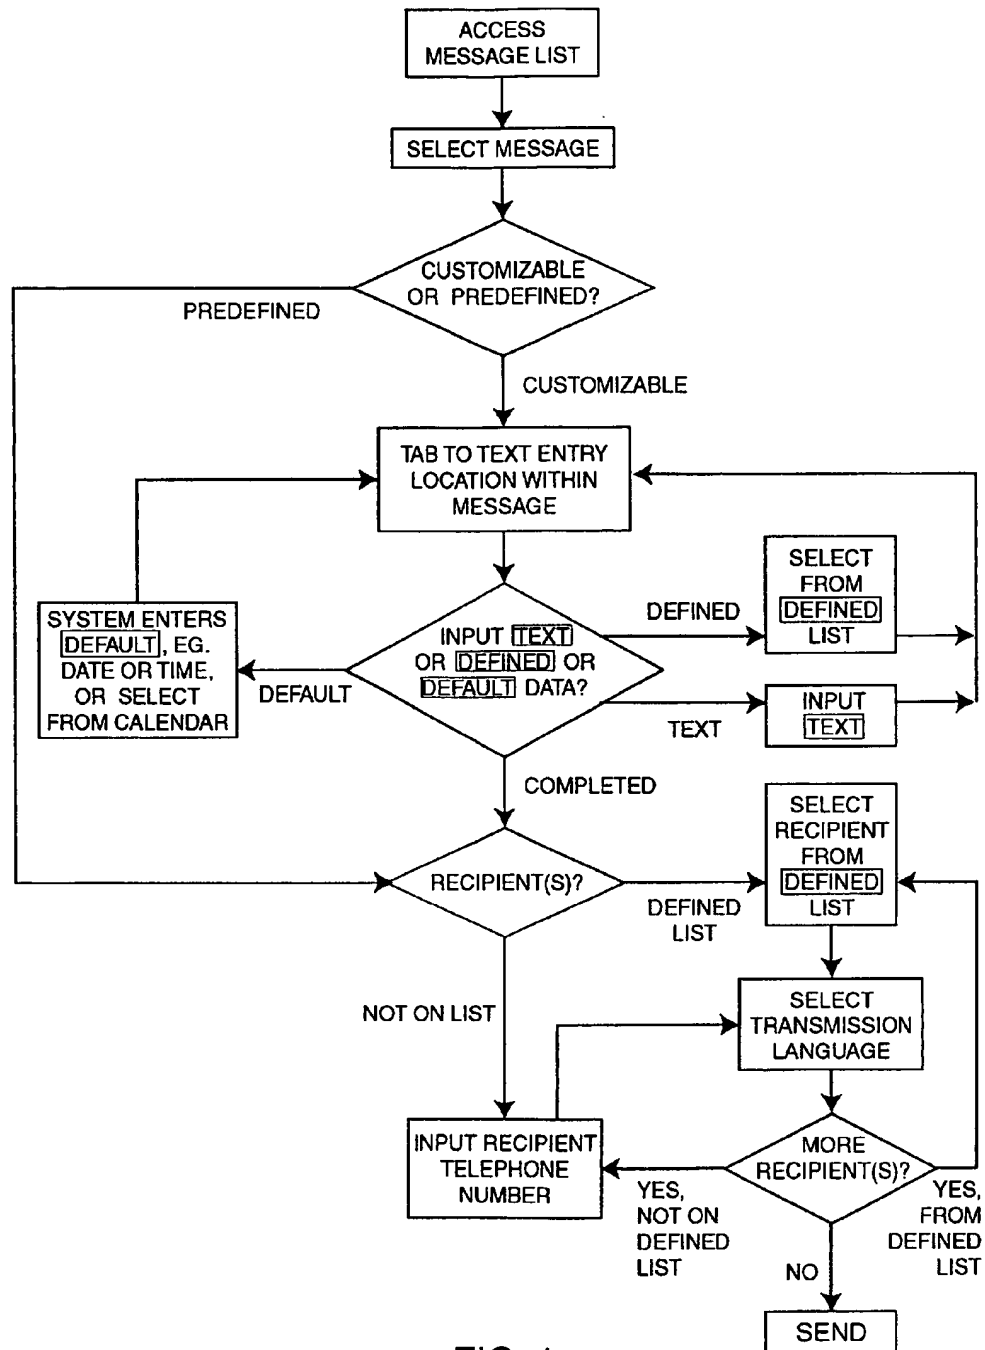 ACCESS
MESSAGE LIST
SELECT MESSAGE
CUSTOMIZABLE
OR PREDEFINED?
PREDEFINED
CUSTOMIZABLE
TAB TO TEXT ENTRY
LOCATION WITHIN
MESSAGE
SELECT
FROM
DEFINED
LIST
DEFINED
SYSTEM ENTERS
DEFAULT, EG.
DATE OR TIME,
OR SELECT
FROM CALENDAR
DEFAULT
INPUT TEXT
OR DEFINED OR
DEFAULT DATA?
TEXT
INPUT
TEXT
COMPLETED
SELECT
RECIPIENT
FROM
DEFINED
LIST
RECIPIENT(S)?
DEFINED
LIST
NOT ON LIST
SELECT
TRANSMISSION
LANGUAGE
INPUT RECIPIENT
TELEPHONE
NUMBER
MORE
RECIPIENT(S)?
YES,
NOT ON
DEFINED
LIST
YES,
FROM
DEFINED
LIST
NO
SEND